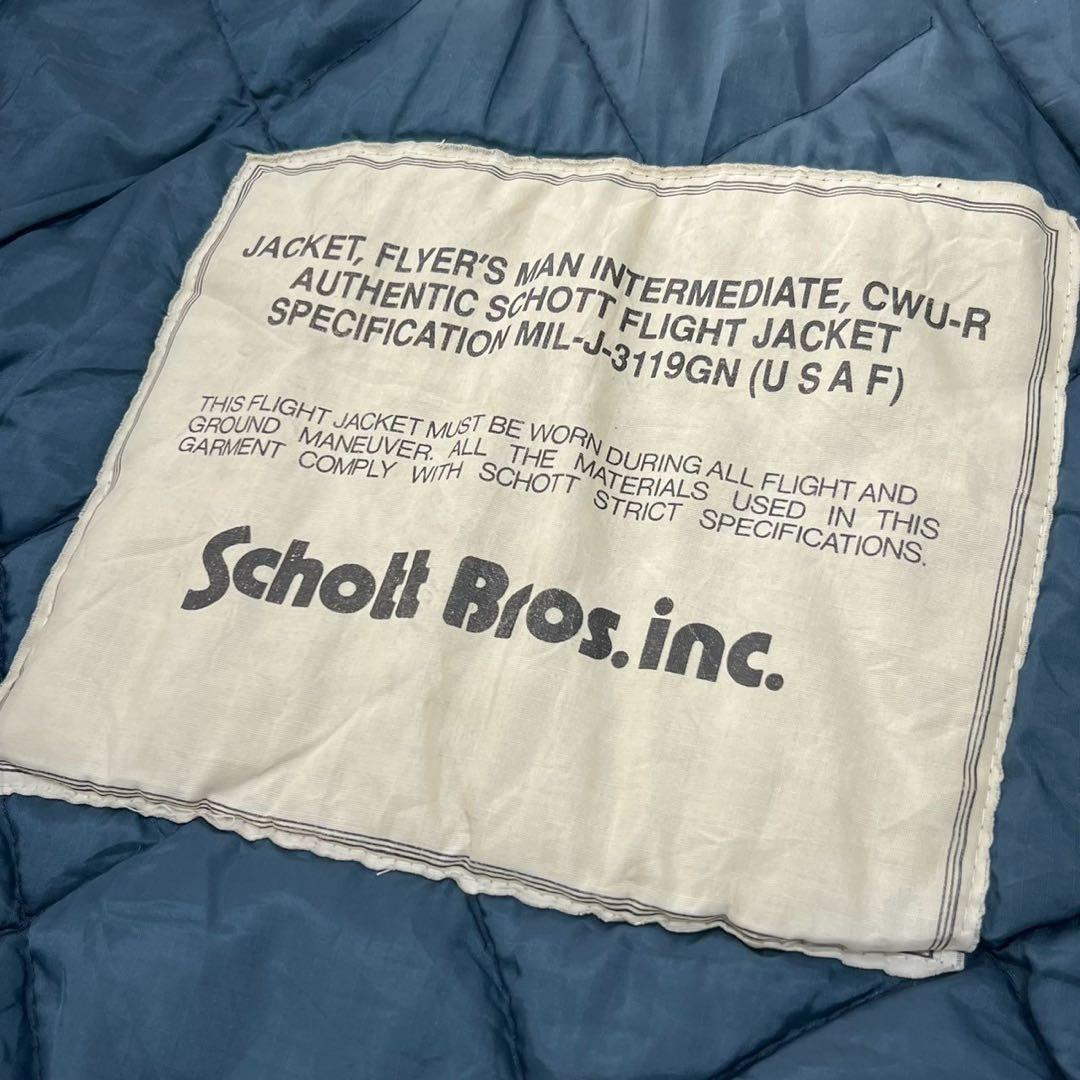 JACKET, FLYER'S MAN INTERMEDIATE, CWU-R
AUTHENTIC SCHOTT FLIGHT JACKET
SPECIFICATION MIL-J-3119GN (U S A F)
THIS FLIGHT JACKET MUST BE WORN DURING ALL FLIGHT AND
GROUND MANEUVER. ALL THE MATERIALS USED IN THIS
GARMENT COMPLY WITH SCHOTT STRICT SPECIFICATIONS.
Schott Bros. inc.